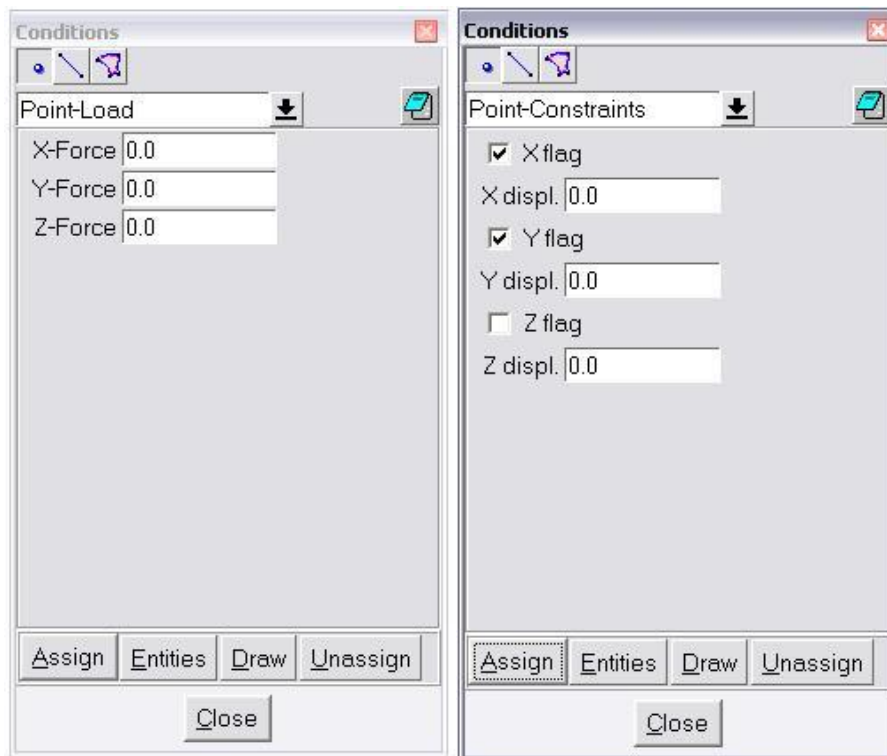 Conditions
Point-Load
X-Force 0.0
Y-Force 0.0
Z-Force 0.0
Assign Entities Draw Unassign
Close
Conditions
Point-Constraints
X flag
X displ. 0.0
Y flag
Y displ. 0.0
Z flag
Z displ. 0.0
Assign Entities Draw Unassign
Close